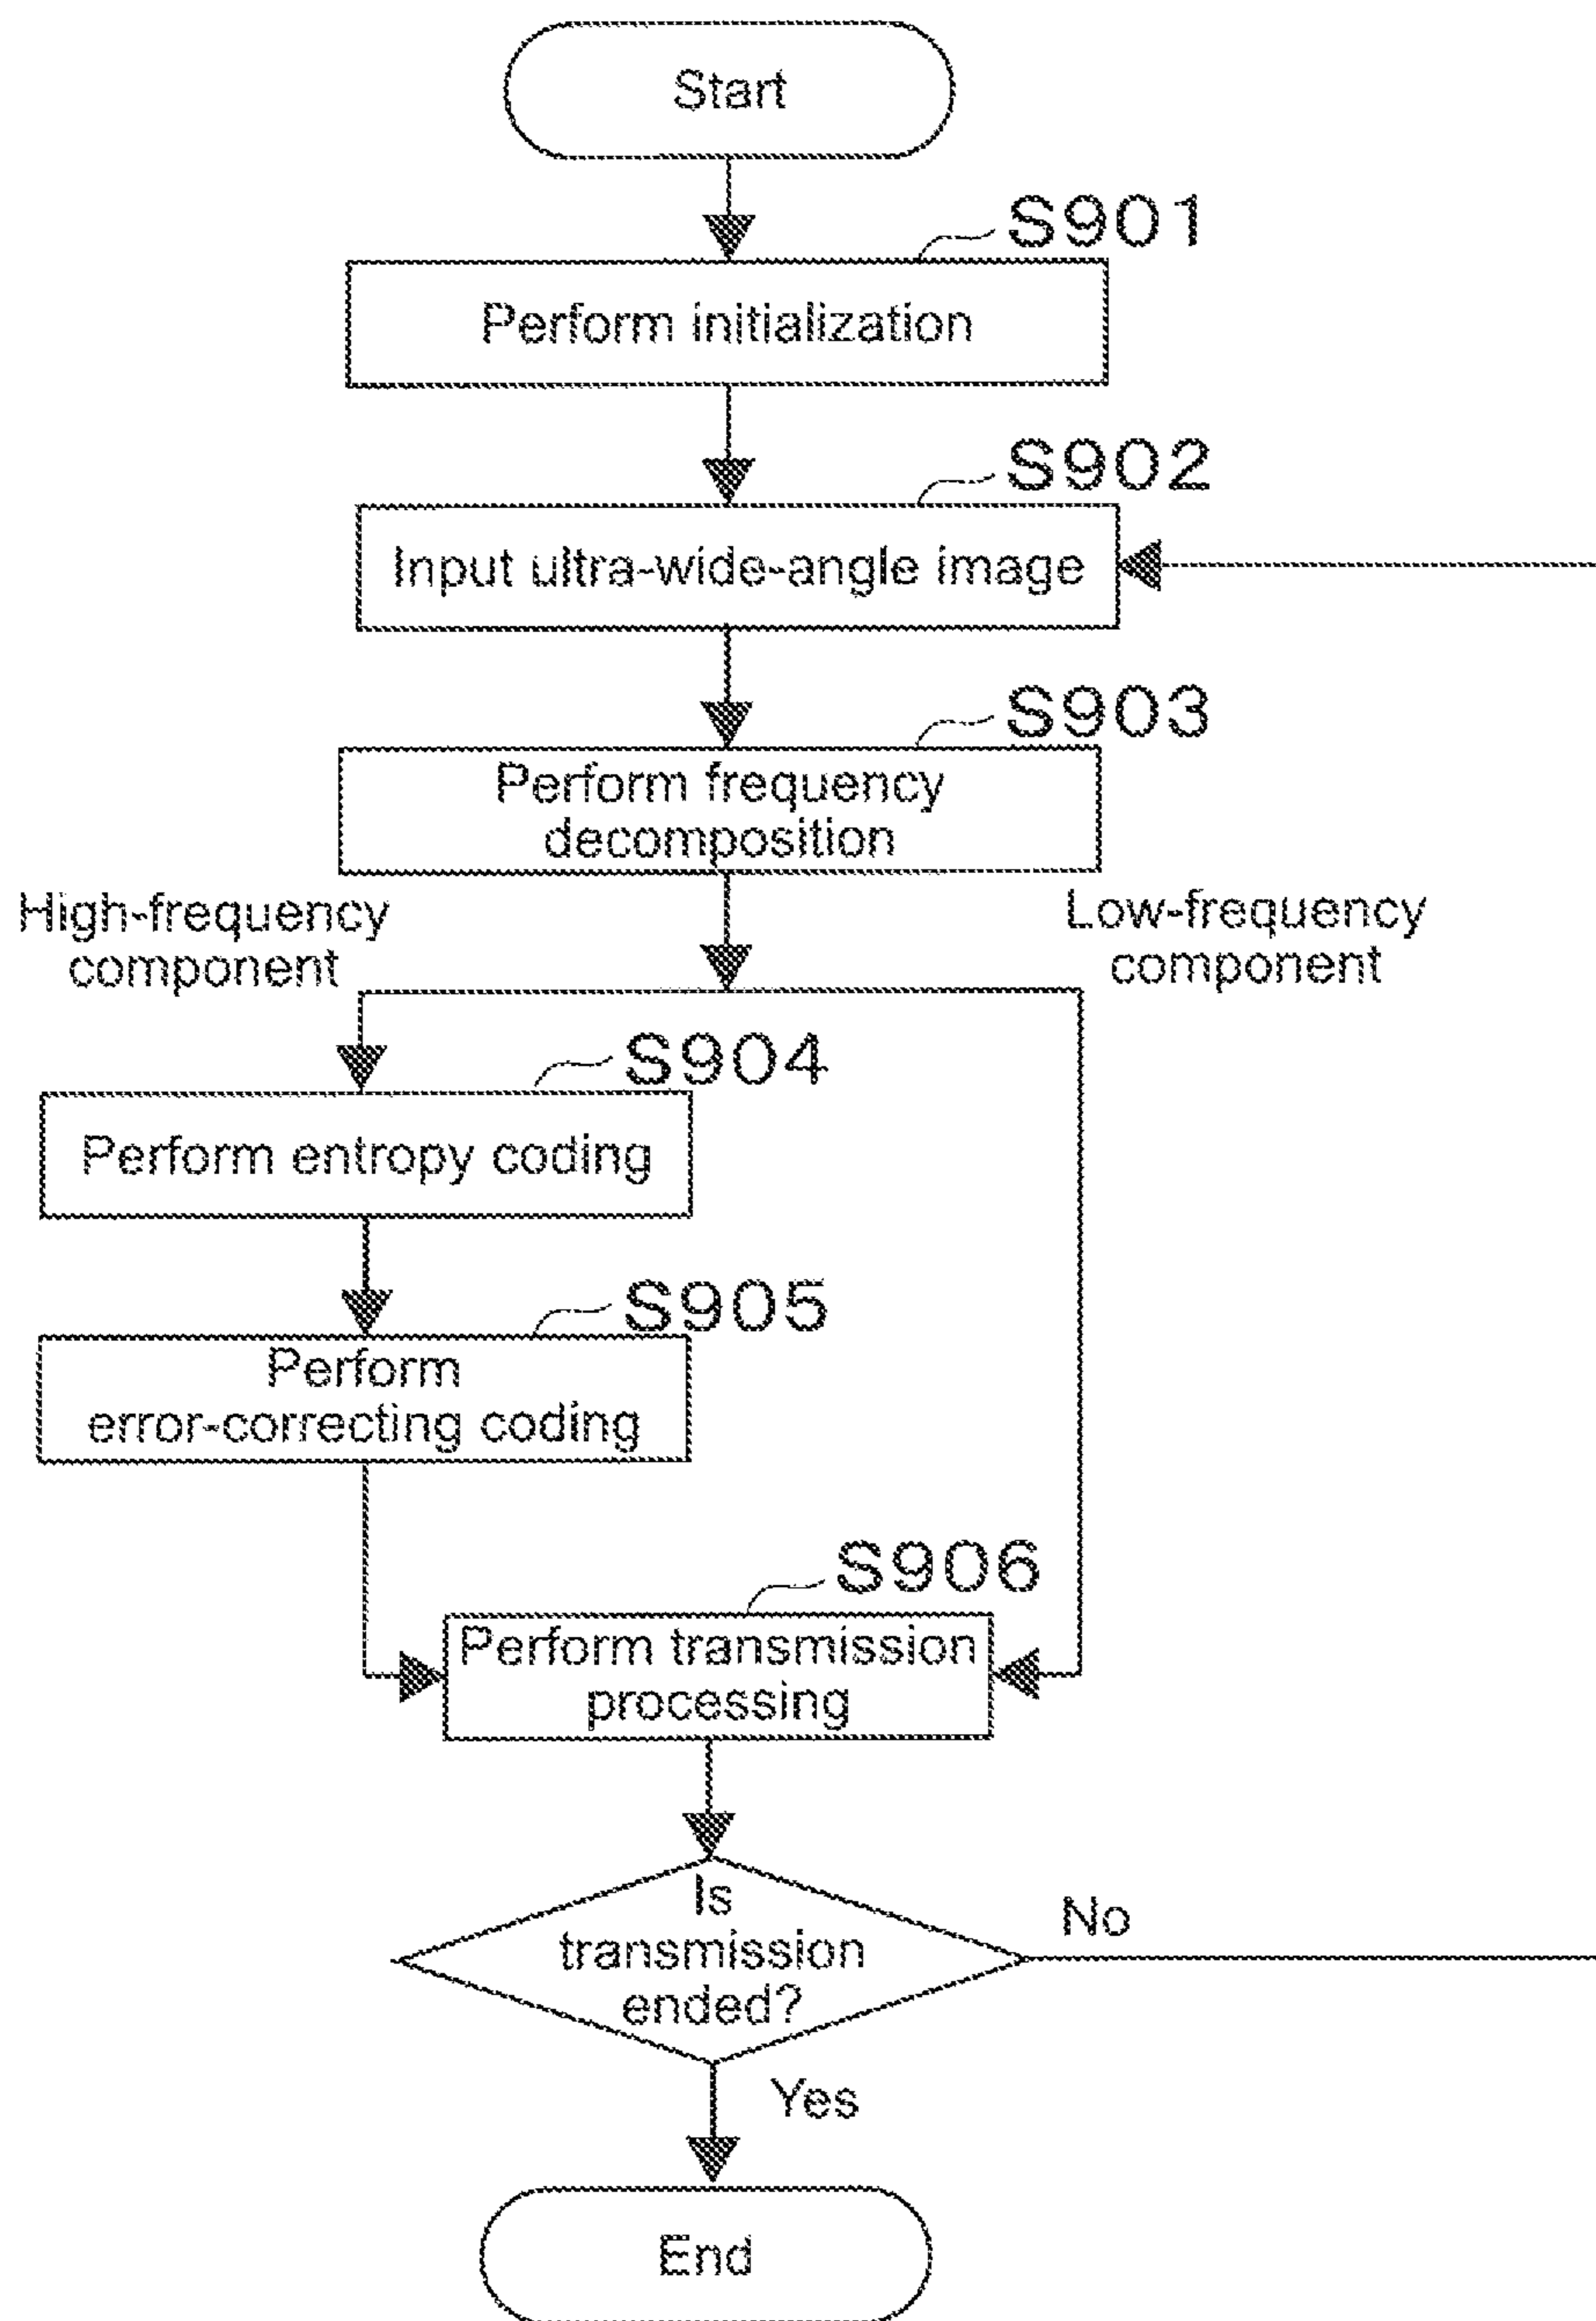 Start
S901
Perform initialization
S902
Input ultra-wide-angle image
S903
Perform frequency
decomposition
High-frequency
component
Low-frequency
component
S904
Perform entropy coding
S905
Perform
error-correcting coding
S906
Perform transmission
processing
Is
transmission
ended?
No
Yes
End